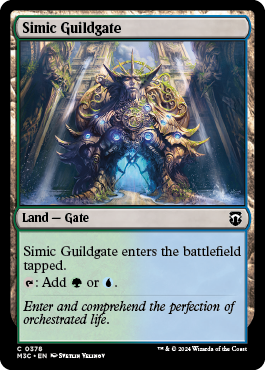 Simic Guildgate
Land — Gate
Simic Guildgate enters the battlefield
tapped.
: Add or .
Enter and comprehend the perfection of
orchestrated life.
C 0376
M3C • EN Svetlin Velinov
™ & © 2024 Wizards of the Coast